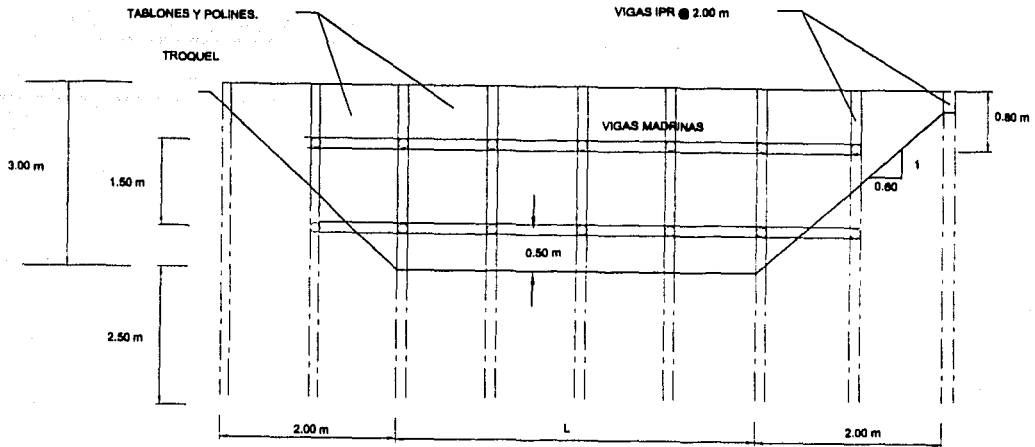 TABLONES Y POLINES.
VIGAS IPR @ 2.00 m
TROQUEL
VIGAS MADRINAS
0.80 m
3.00 m
1.50 m
1
0.60
0.50 m
2.50 m
2.00 m
L
2.00 m